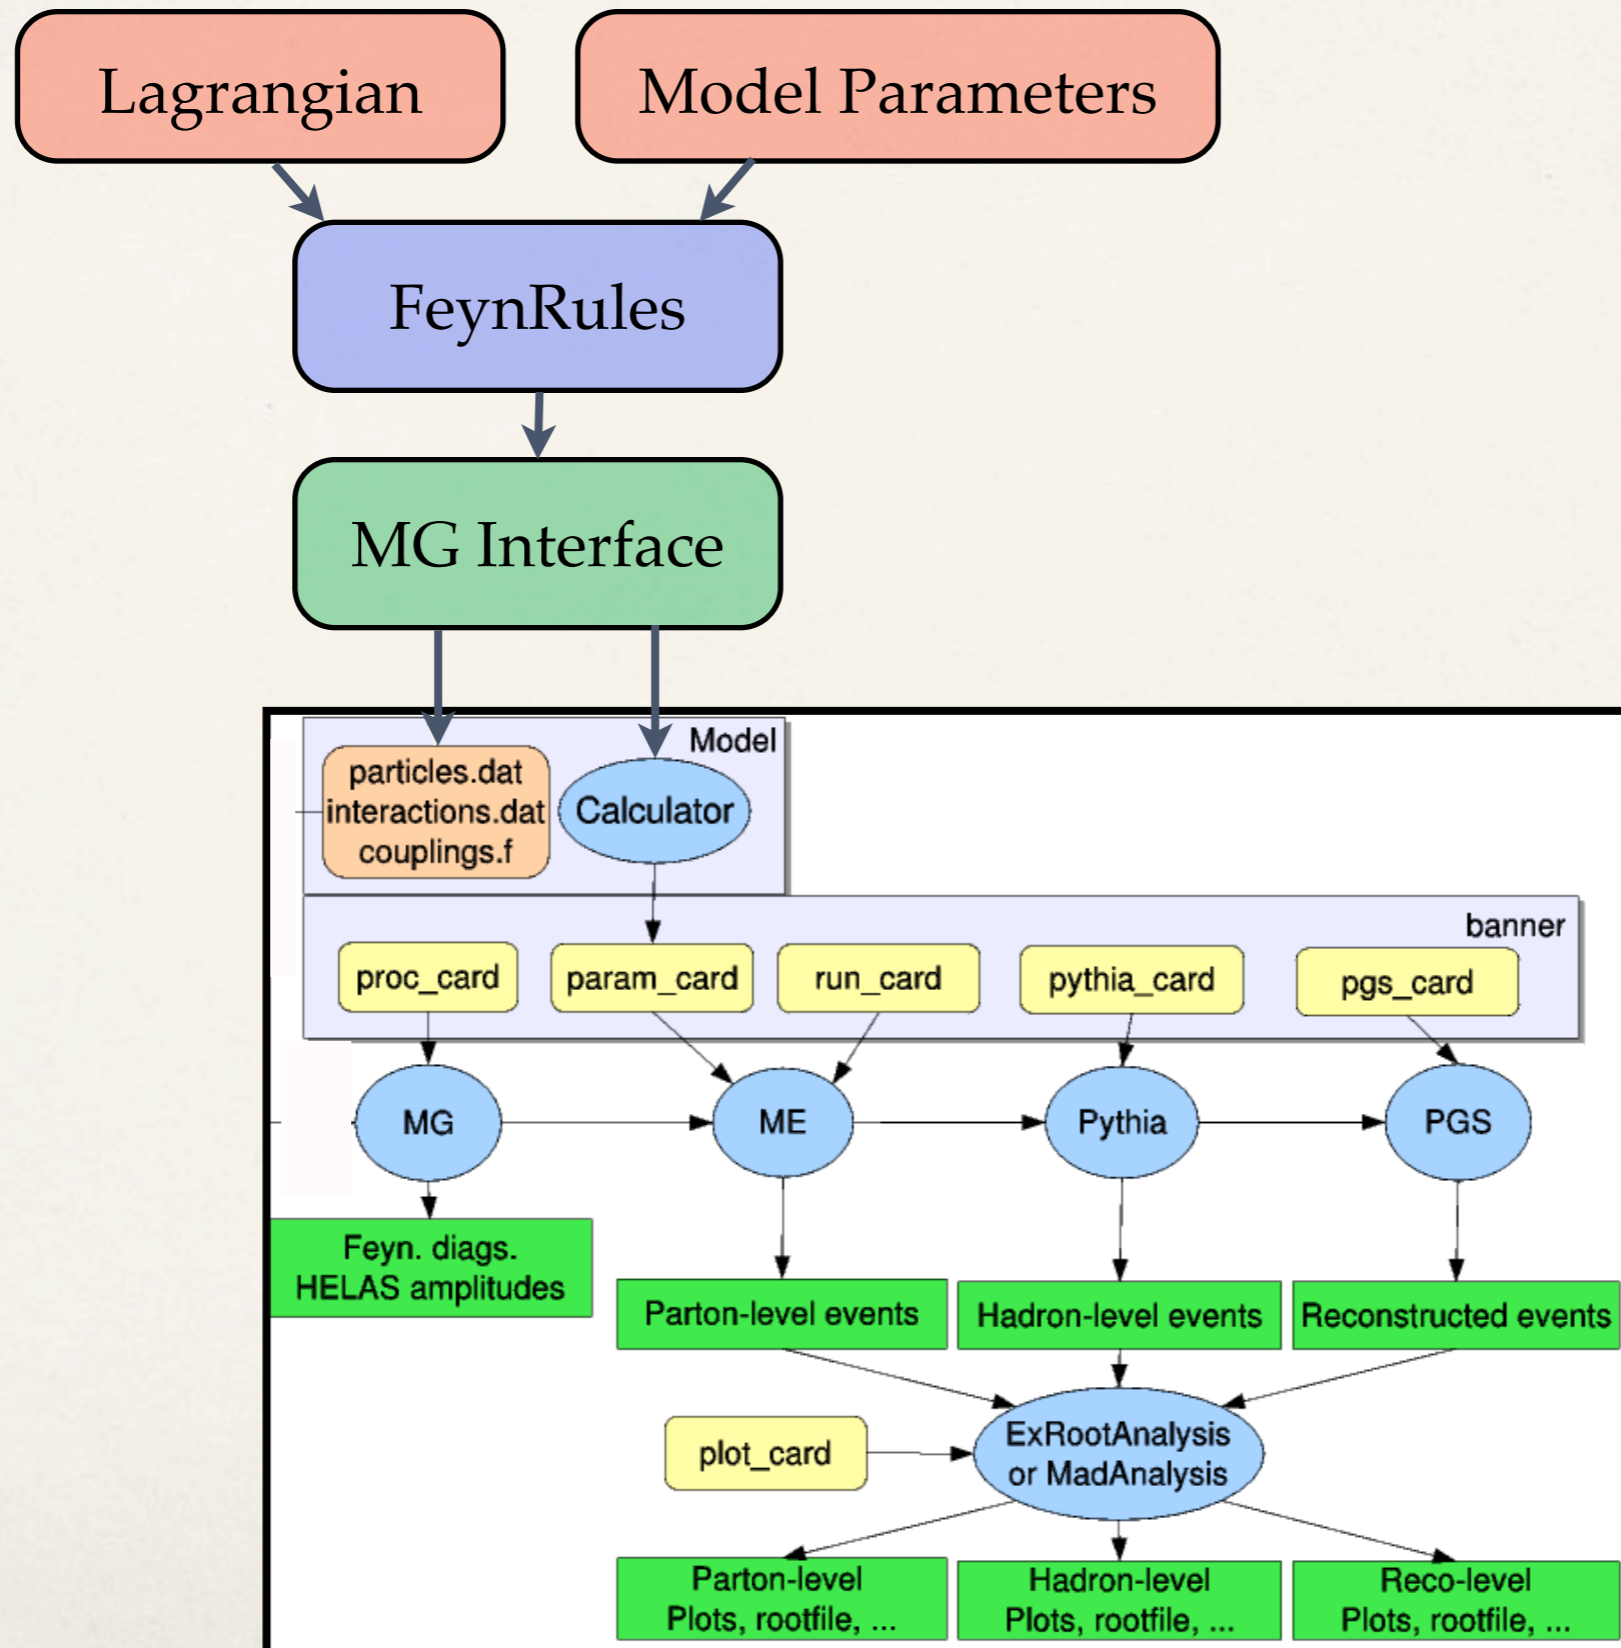 Lagrangian
Model Parameters
FeynRules
MG Interface
Model
particles.dat
interactions.dat
couplings.f
Calculator
banner
proc_card
param_card
run_card
pythia_card
pgs_card
MG
ME
Pythia
PGS
Feyn. diags.
HELAS amplitudes
Parton-level events
Hadron-level events
Reconstructed events
plot_card
ExRootAnalysis
or MadAnalysis
Parton-level
Plots, rootfile, ...
Hadron-level
Plots, rootfile, ...
Reco-level
Plots, rootfile, ...